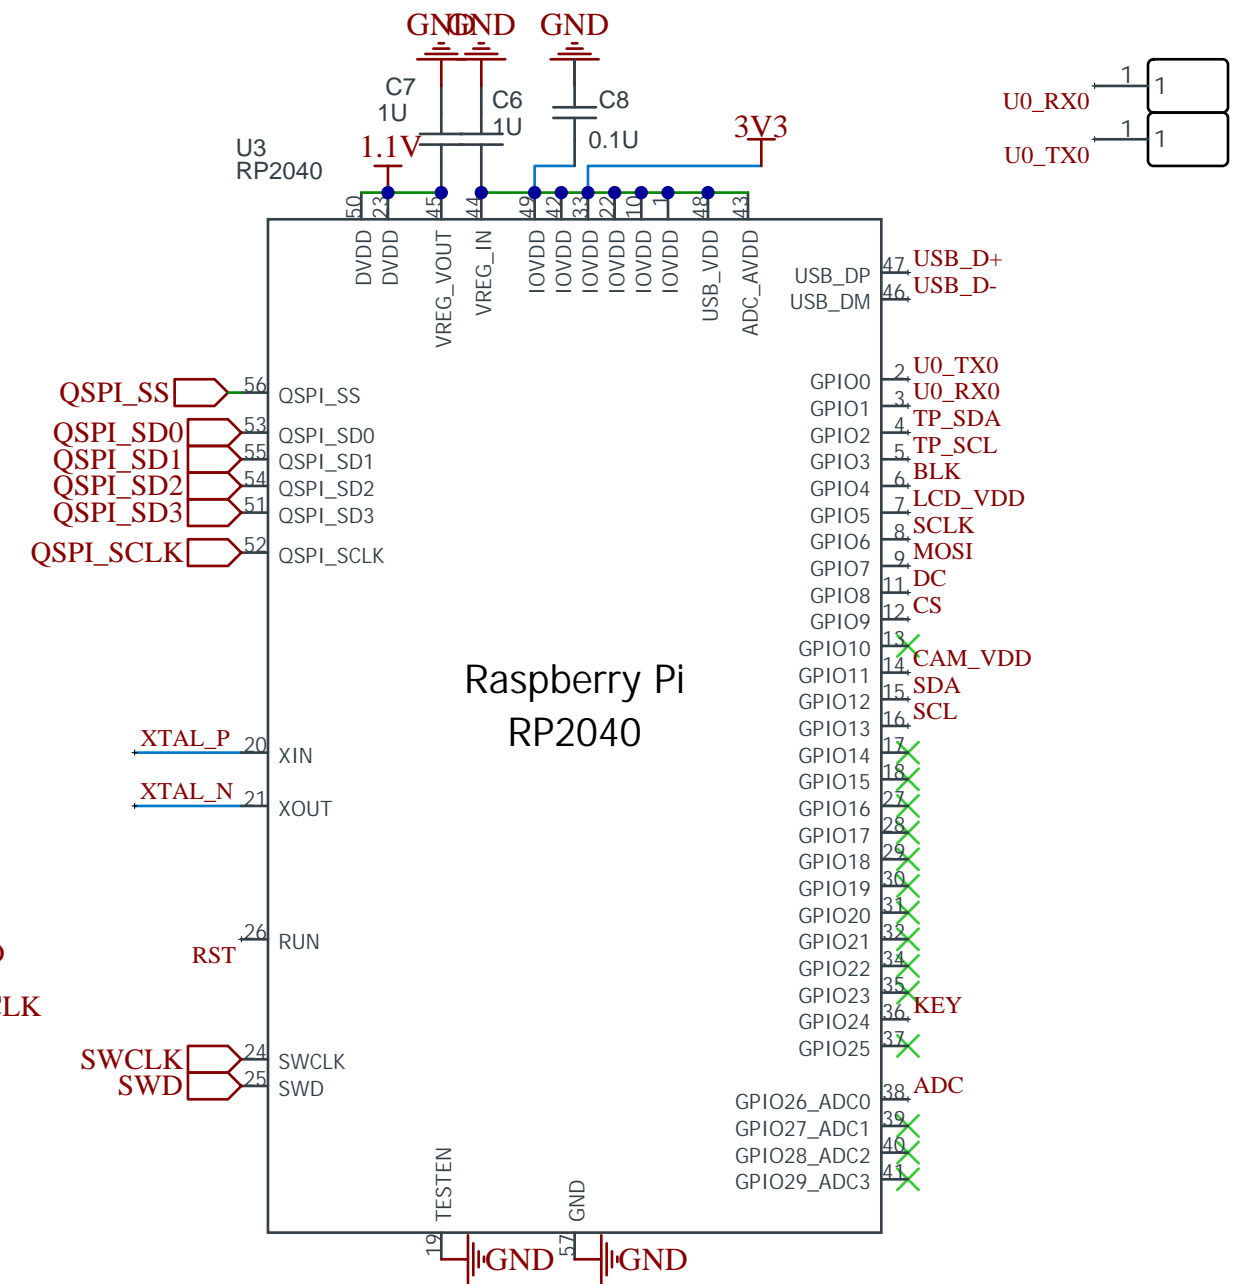 GND GND GND
C7
1U
C6
1U
C8
0.1U
1.1V
3V3
U3
RP2040
1 1
U0_RX0
1 1
U0_TX0
50 23 45 44 49 42 33 22 10 1 48 43
DVDD DVDD VREG_VOUT VREG_IN IOVDD IOVDD IOVDD IOVDD IOVDD IOVDD USB_VDD ADC_AVDD
USB_DP 47 USB_D+
USB_DM 46 USB_D-
QSPI_SS 56 QSPI_SS
QSPI_SD0 53 QSPI_SD0
QSPI_SD1 55 QSPI_SD1
QSPI_SD2 54 QSPI_SD2
QSPI_SD3 51 QSPI_SD3
QSPI_SCLK 52 QSPI_SCLK
GPIO0 2 U0_TX0
GPIO1 3 U0_RX0
GPIO2 4 TP_SDA
GPIO3 5 TP_SCL
GPIO4 6 BLK
GPIO5 7 LCD_VDD
GPIO6 8 SCLK
GPIO7 9 MOSI
GPIO8 11 DC
GPIO9 12 CS
GPIO10 13
GPIO11 14 CAM_VDD
GPIO12 15 SDA
GPIO13 16 SCL
GPIO14 17
GPIO15 18
GPIO16 27
GPIO17 28
GPIO18 29
GPIO19 30
GPIO20 31
GPIO21 32
GPIO22 34
GPIO23 35
GPIO24 36 KEY
GPIO25 37
GPIO26_ADC0 38 ADC
GPIO27_ADC1 39
GPIO28_ADC2 40
GPIO29_ADC3 41
Raspberry Pi
RP2040
XTAL_P 20 XIN
XTAL_N 21 XOUT
RST 26 RUN
CLK
SWCLK 24 SWCLK
SWD 25 SWD
TESTEN GND
19 GND 57 GND